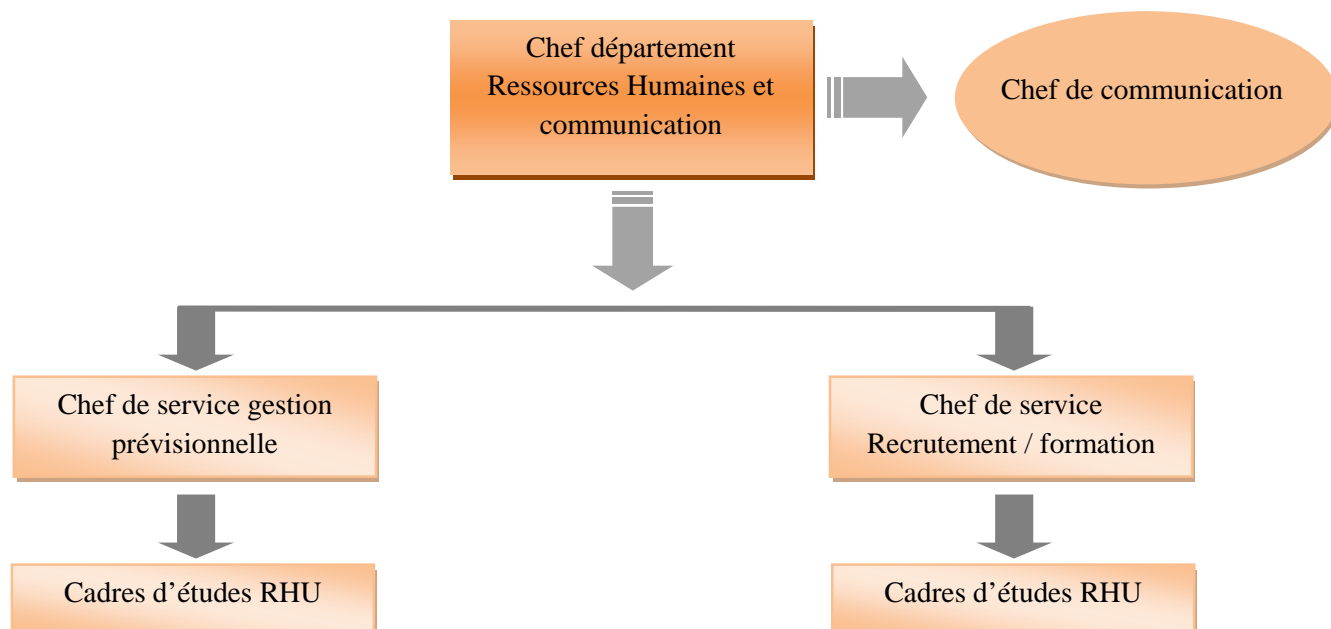 Chef département
Ressources Humaines et
communication
Chef de communication
Chef de service gestion
prévisionnelle
Chef de service
Recrutement / formation
Cadres d’études RHU
Cadres d’études RHU